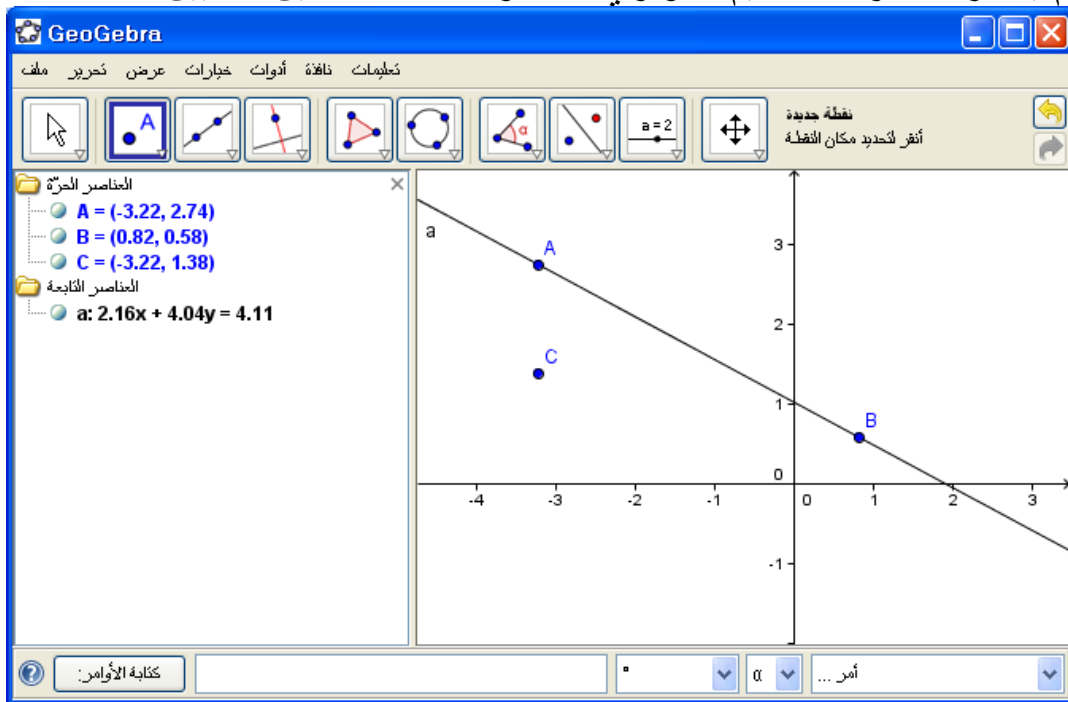 GeoGebra
ملف تحرير عرض خيارات أدوات نافذة تعليمات
A
α
a = 2
نقطة جديدة
أنقر لتحديد مكان النقطة
العناصر الحرّة
A = (-3.22, 2.74)
B = (0.82, 0.58)
C = (-3.22, 1.38)
العناصر التابعة
a: 2.16x + 4.04y = 4.11
a
A
B
C
3
2
1
0
-1
-4 -3 -2 -1 0 1 2 3
كتابة الأوامر:
°
α
أمر ...